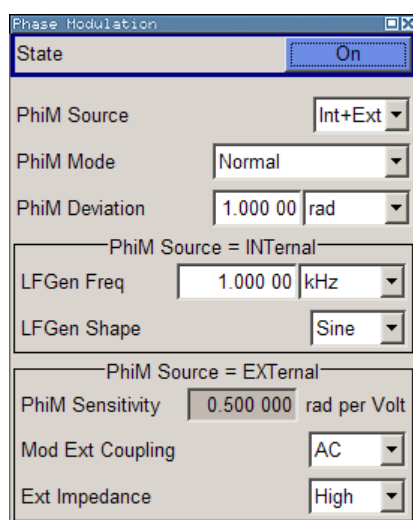 Phase Modulation
State On
PhiM Source Int+Ext
PhiM Mode Normal
PhiM Deviation 1.000 00 rad
PhiM Source = INTernal
LFGen Freq 1.000 00 kHz
LFGen Shape Sine
PhiM Source = EXTernal
PhiM Sensitivity 0.500 000 rad per Volt
Mod Ext Coupling AC
Ext Impedance High